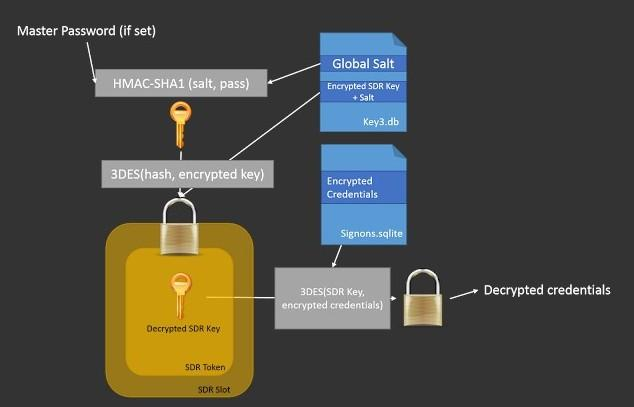 Master Password (if set)
HMAC-SHA1 (salt, pass)
Global Salt
Encrypted SDR Key
+ Salt
Key3.db
3DES(hash, encrypted key)
Encrypted
Credentials
Signons.sqlite
3DES(SDR Key,
encrypted credentials)
Decrypted credentials
Decrypted SDR Key
SDR Token
SDR Slot